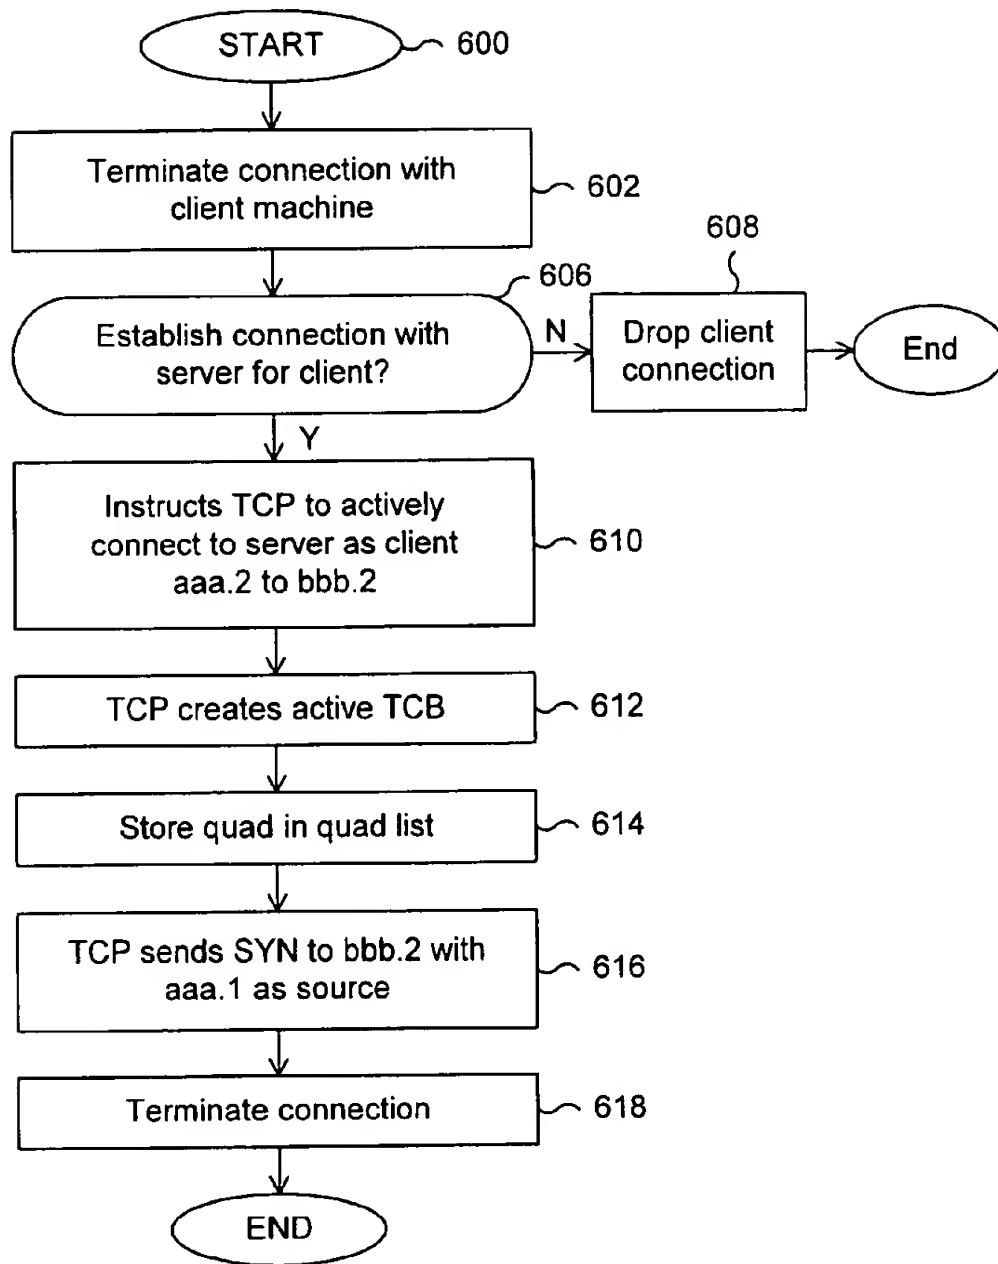 START
600
Terminate connection with
client machine
602
606
608
Establish connection with
server for client?
N
Drop client
connection
End
Y
Instructs TCP to actively
connect to server as client
aaa.2 to bbb.2
610
TCP creates active TCB
612
Store quad in quad list
614
TCP sends SYN to bbb.2 with
aaa.1 as source
616
Terminate connection
618
END